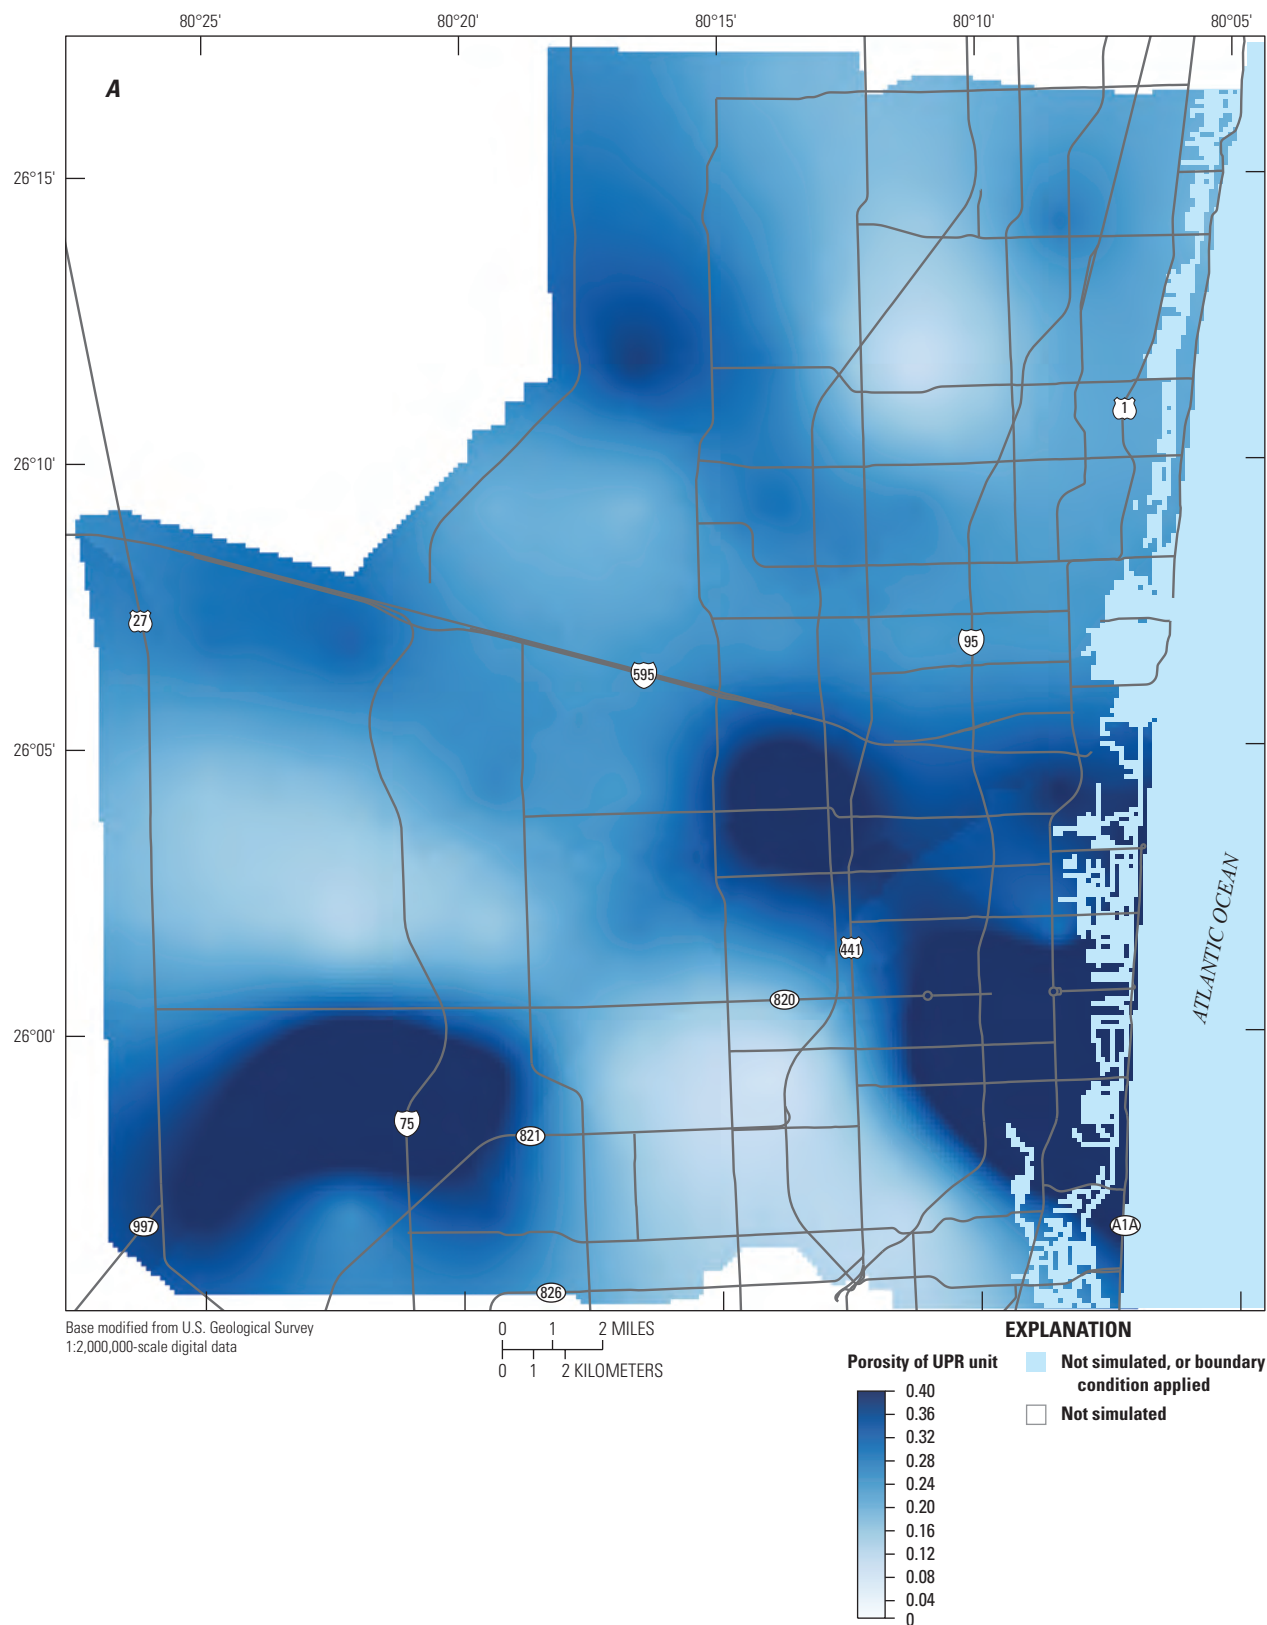 80°25' 80°20' 80°15' 80°10' 80°05'
A
26°15'
1
26°10'
27
95
595
26°05'
ATLANTIC OCEAN
441
820
26°00'
75
821
997
A1A
826
Base modified from U.S. Geological Survey
1:2,000,000-scale digital data
0 1 2 MILES
0 1 2 KILOMETERS
EXPLANATION
Porosity of UPR unit
0.40
0.36
0.32
0.28
0.24
0.20
0.16
0.12
0.08
0.04
0
Not simulated, or boundary
condition applied
Not simulated